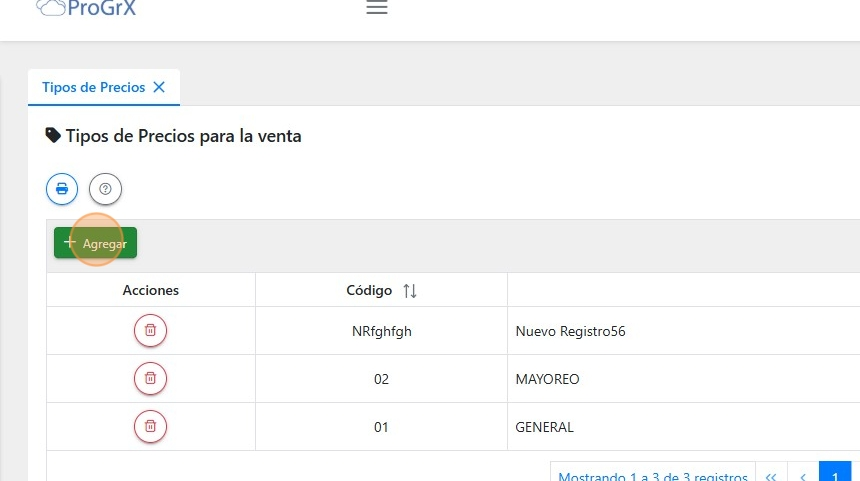 ProGrX
Tipos de Precios
Tipos de Precios para la venta
Agregar
Acciones Código
NRfghfgh Nuevo Registro56
02 MAYOREO
01 GENERAL
Mostrando 1 a 3 de 3 registros « ‹ 1